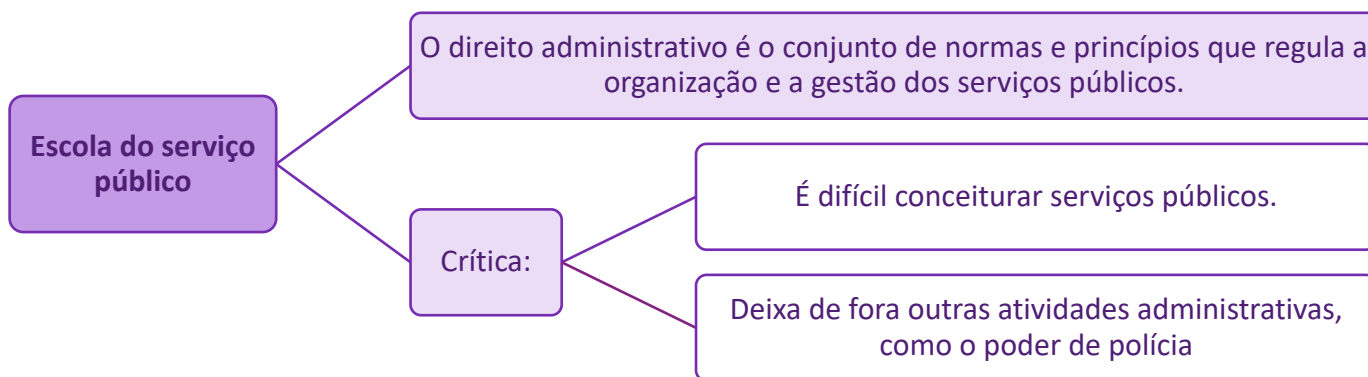 O direito administrativo é o conjunto de normas e princípios que regula a
organização e a gestão dos serviços públicos.
Escola do serviço
público
É difícil conceiturar serviços públicos.
Crítica:
Deixa de fora outras atividades administrativas,
como o poder de polícia